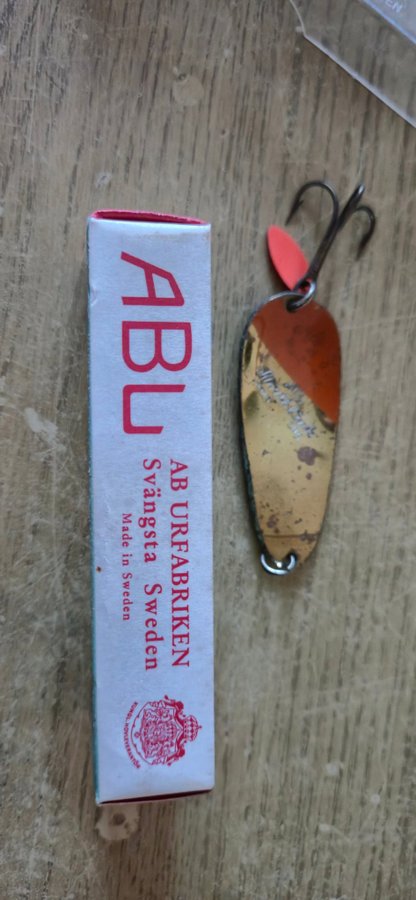 ABU
AB URFABRIKEN
Svängsta Sweden
Made in Sweden